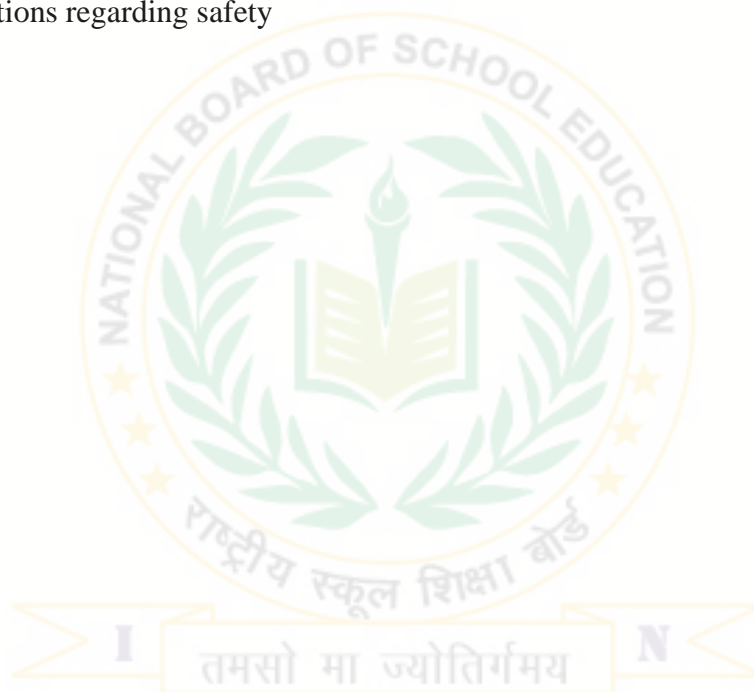 tions regarding safety
NATIONAL BOARD OF SCHOOL EDUCATION
राष्ट्रीय स्कूल शिक्षा बोर्ड
I N
तमसो मा ज्योतिर्गमय